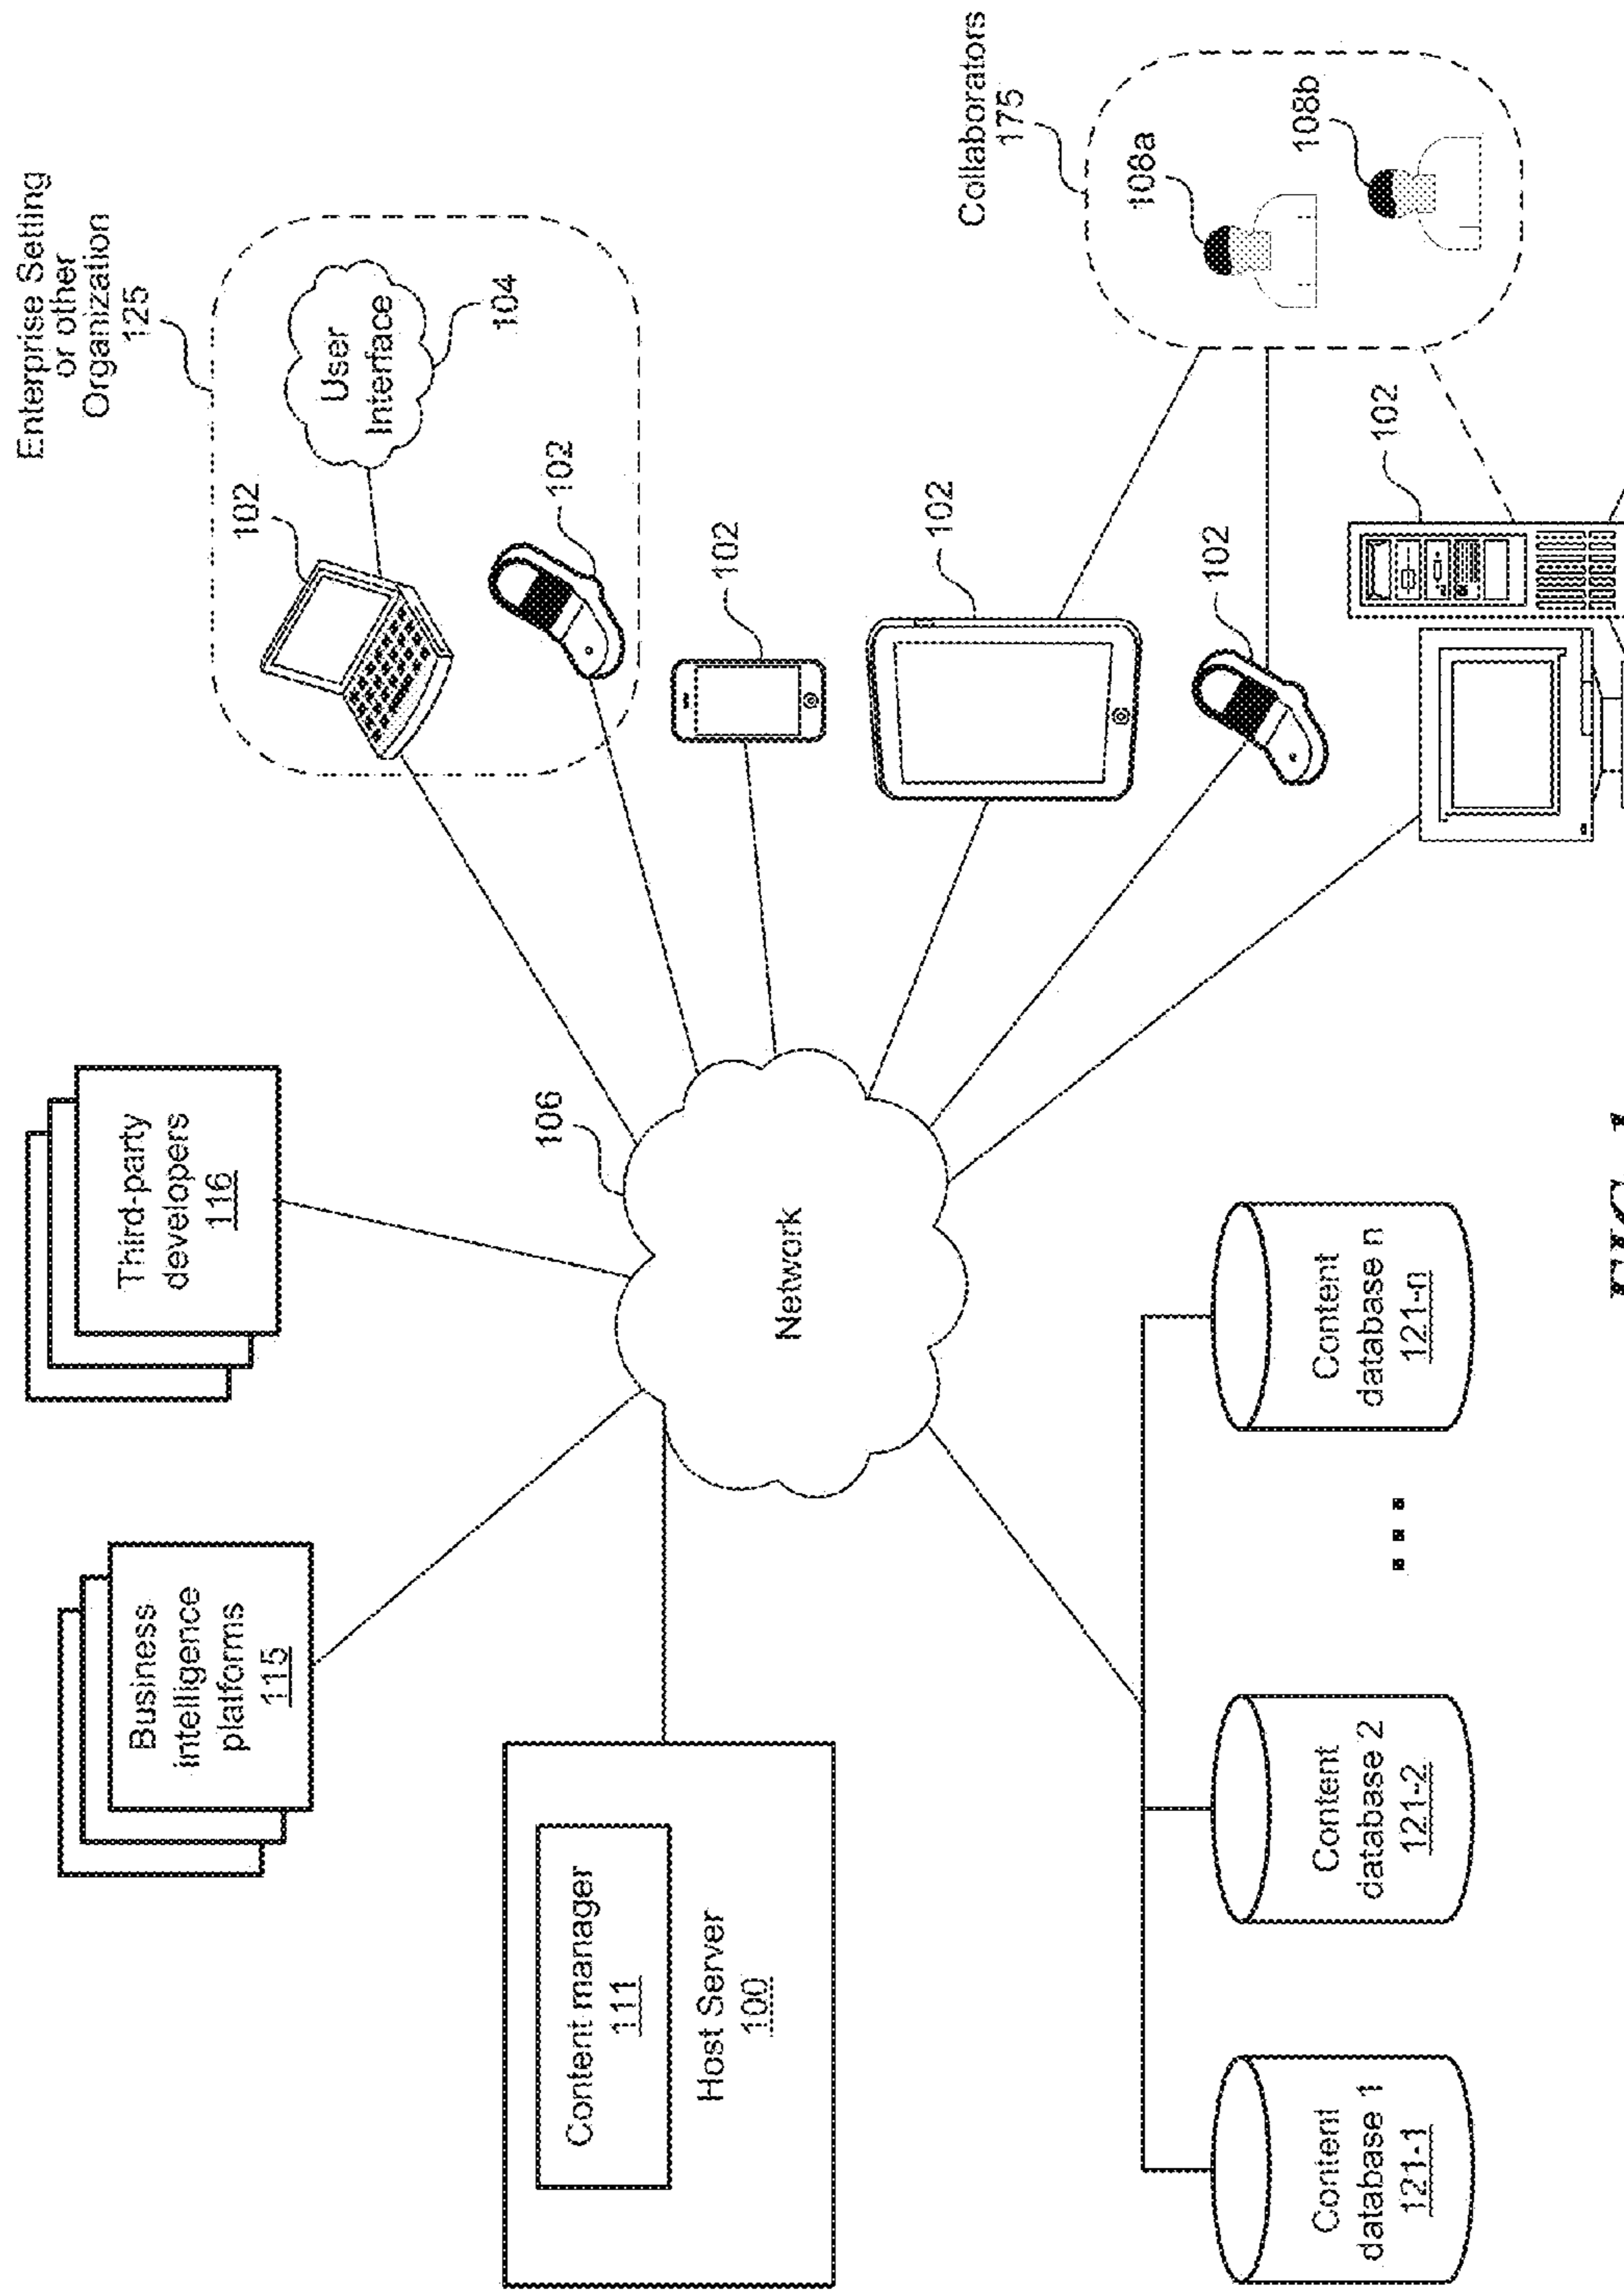 Enterprise Setting
or other
Organization
125
Business
intelligence
platforms
115
Third-party
developers
116
102
User
Interface
104
102
Content manager
111
Host Server
100
106
Network
102
102
Collaborators
175
108a
108b
102
102
Content
database 1
121-1
Content
database 2
121-2
Content
database n
121-n